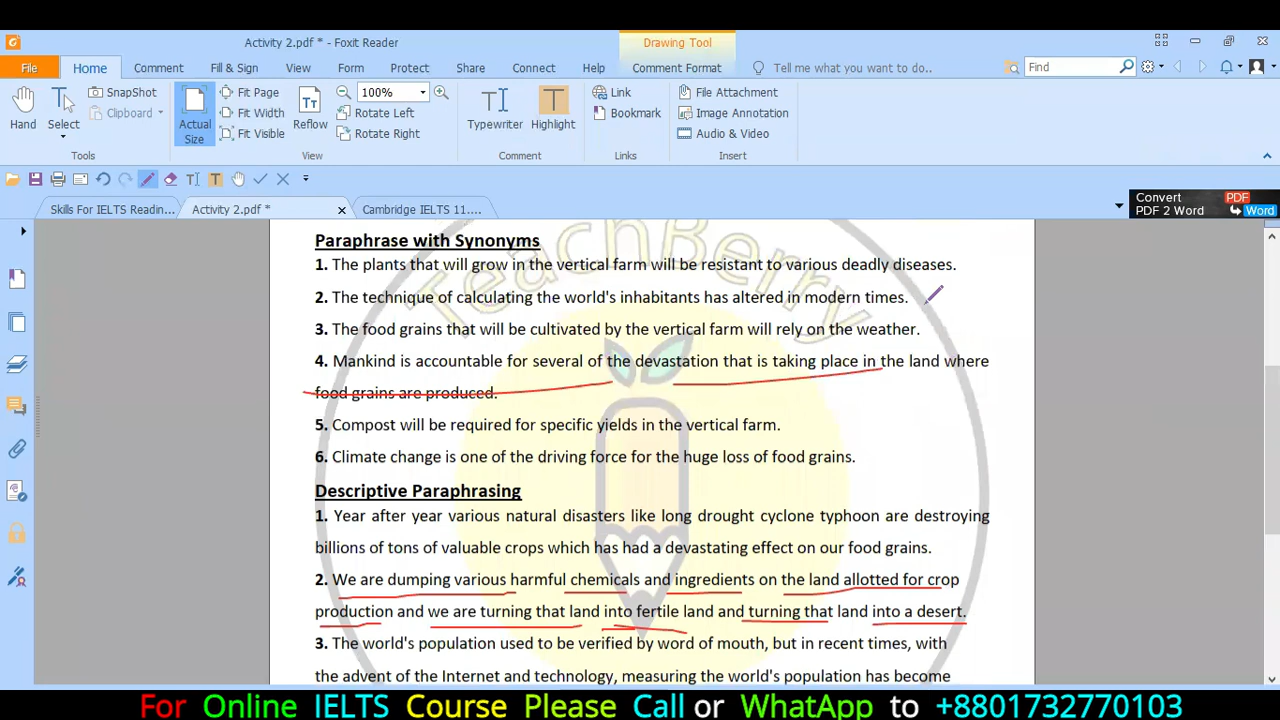 Activity 2.pdf * - Foxit Reader
Drawing Tool
File Home Comment Fill & Sign View Form Protect Share Connect Help Comment Format Tell me what you want to do.. Find
SnapShot Fit Page 100% Rotate Left Link File Attachment
Hand Select Clipboard Actual Size Fit Width Reflow Rotate Right Typewriter Highlight Bookmark Image Annotation
Fit Visible Audio & Video
Tools View Comment Links Insert
Convert PDF
PDF 2 Word Word
Skills For IELTS Readin... Activity 2.pdf * Cambridge IELTS 11....
TeachBerry
Paraphrase with Synonyms
1. The plants that will grow in the vertical farm will be resistant to various deadly diseases.
2. The technique of calculating the world's inhabitants has altered in modern times.
3. The food grains that will be cultivated by the vertical farm will rely on the weather.
4. Mankind is accountable for several of the devastation that is taking place in the land where
food grains are produced.
5. Compost will be required for specific yields in the vertical farm.
6. Climate change is one of the driving force for the huge loss of food grains.
Descriptive Paraphrasing
1. Year after year various natural disasters like long drought cyclone typhoon are destroying
billions of tons of valuable crops which has had a devastating effect on our food grains.
2. We are dumping various harmful chemicals and ingredients on the land allotted for crop
production and we are turning that land into fertile land and turning that land into a desert.
3. The world's population used to be verified by word of mouth, but in recent times, with
the advent of the Internet and technology, measuring the world's population has become
For Online IELTS Course Please Call or WhatApp to +8801732770103